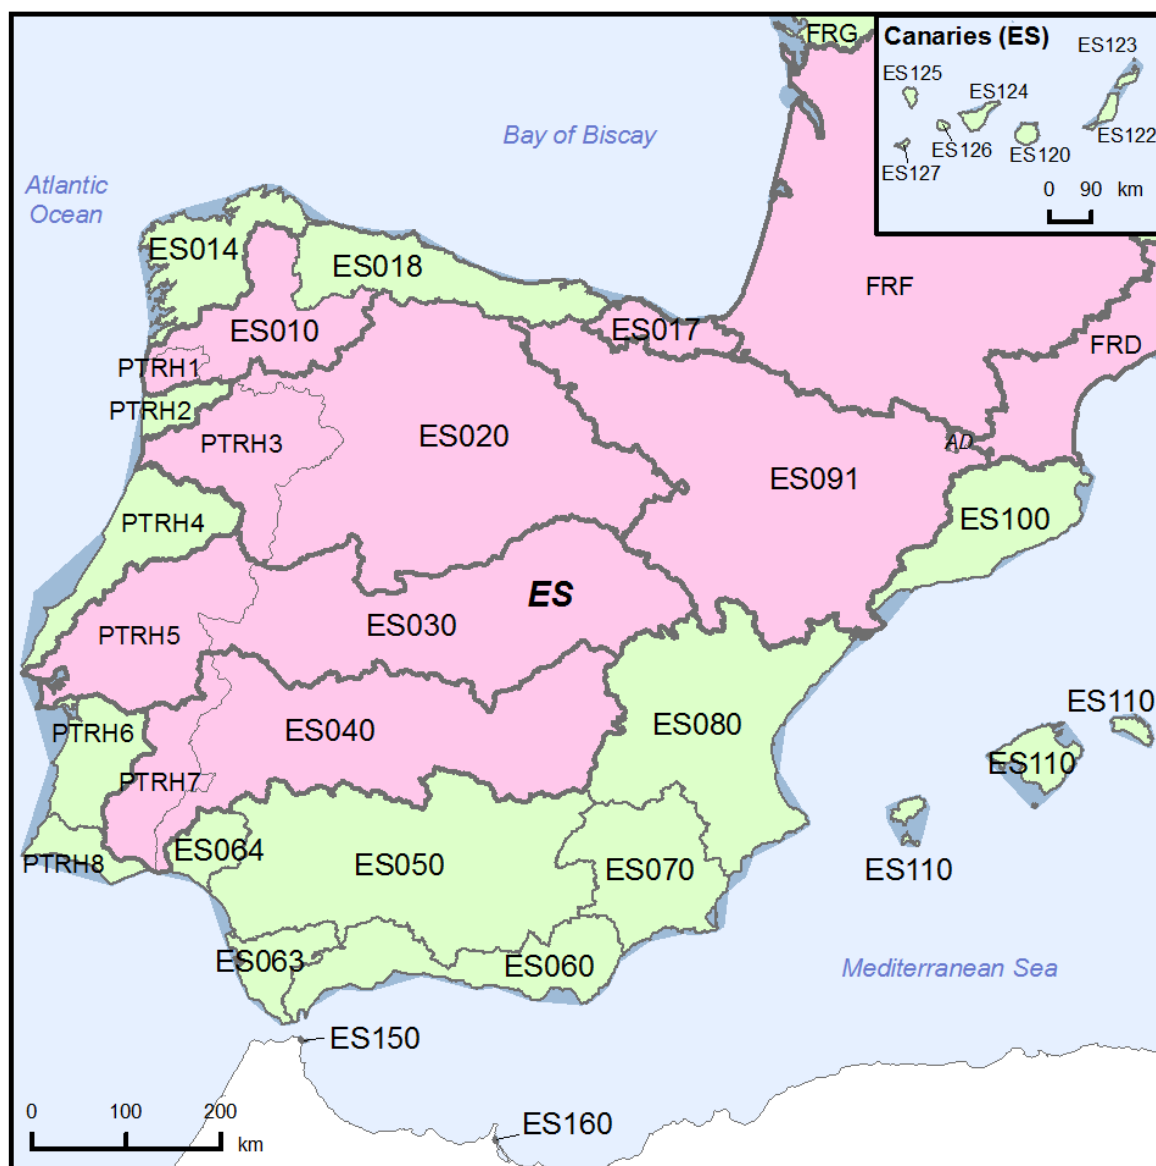 FRG
Canaries (ES)
ES123
ES125
ES124
ES126
ES120
ES122
ES127
0 90 km
Bay of Biscay
Atlantic
Ocean
ES014
ES018
FRF
ES010
ES017
FRD
PTRH1
PTRH2
PTRH3
ES020
AD
ES091
PTRH4
ES100
ES
PTRH5
ES030
ES110
PTRH6
ES040
ES080
ES110
PTRH7
ES064
ES050
ES070
PTRH8
ES110
ES063
ES060
Mediterranean Sea
ES150
0 100 200
km
ES160